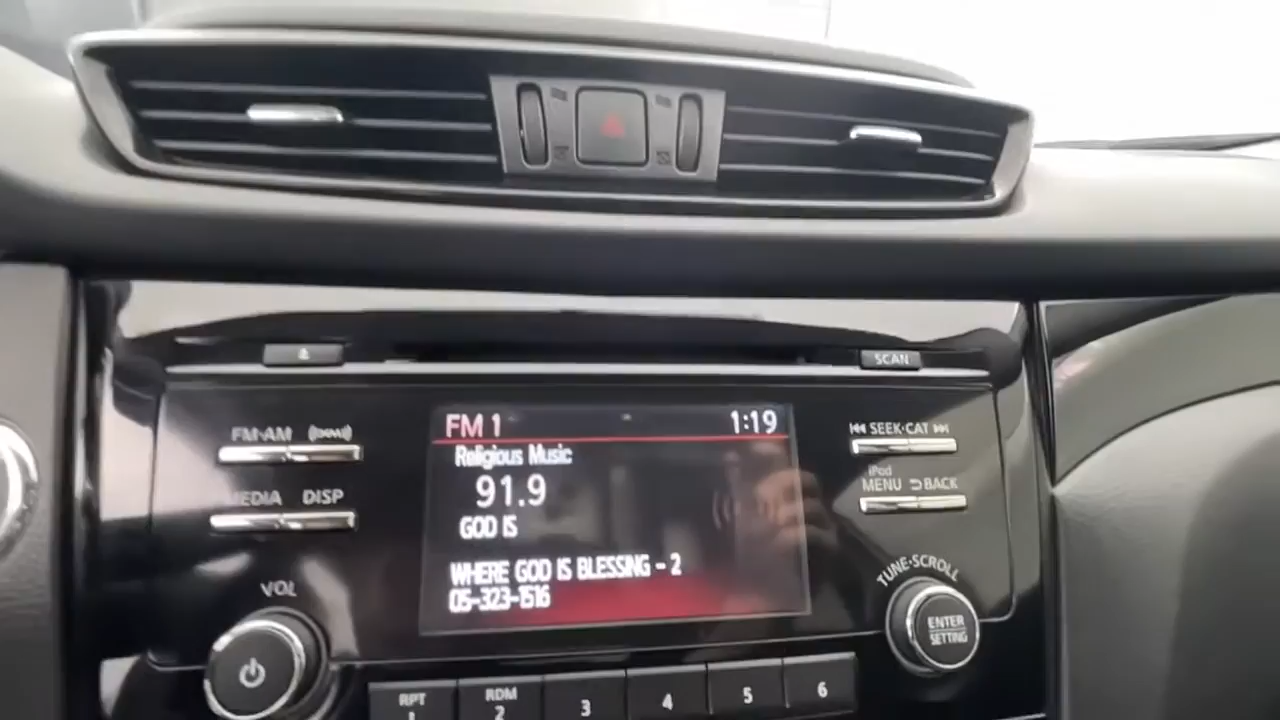 SCAN
FM·AM
SEEK·CAT
FM 1 1:19
Religious Music
91.9
GOD IS
WHERE GOD IS BLESSING - 2
05-323-1516
MEDIA DISP
iPod
MENU BACK
VOL
TUNE·SCROLL
ENTER
SETTING
RPT
1
RDM
2
3
4
5
6